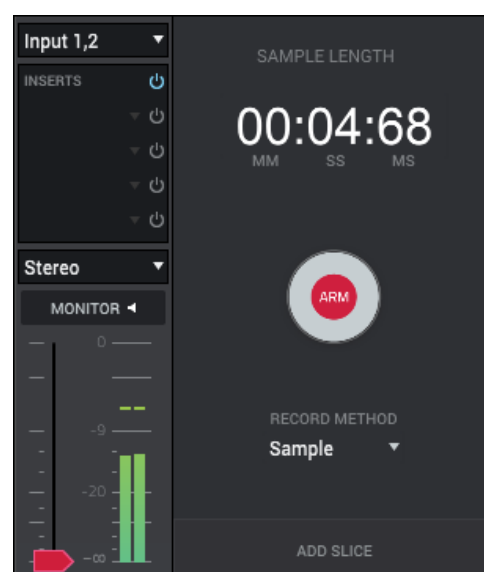 Input 1,2
INSERTS
Stereo
MONITOR
0
-9
-20
-∞
SAMPLE LENGTH
00:04:68
MM SS MS
ARM
RECORD METHOD
Sample
ADD SLICE